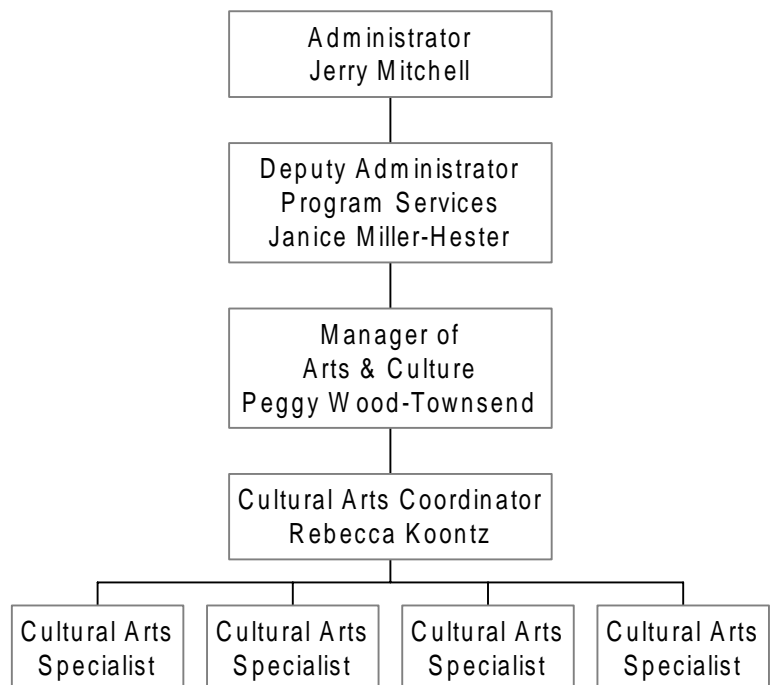 Administrator
Jerry Mitchell
Deputy Administrator
Program Services
Janice Miller-Hester
Manager of
Arts & Culture
Peggy Wood-Townsend
Cultural Arts Coordinator
Rebecca Koontz
Cultural Arts
Specialist
Cultural Arts
Specialist
Cultural Arts
Specialist
Cultural Arts
Specialist